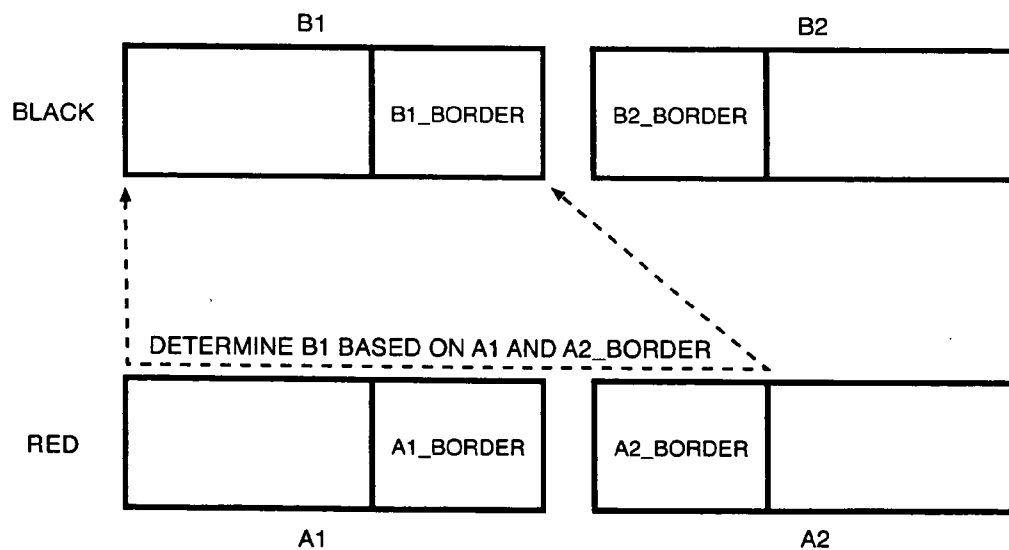 B1 B2
BLACK B1_BORDER B2_BORDER
DETERMINE B1 BASED ON A1 AND A2_BORDER
RED A1_BORDER A2_BORDER
A1 A2